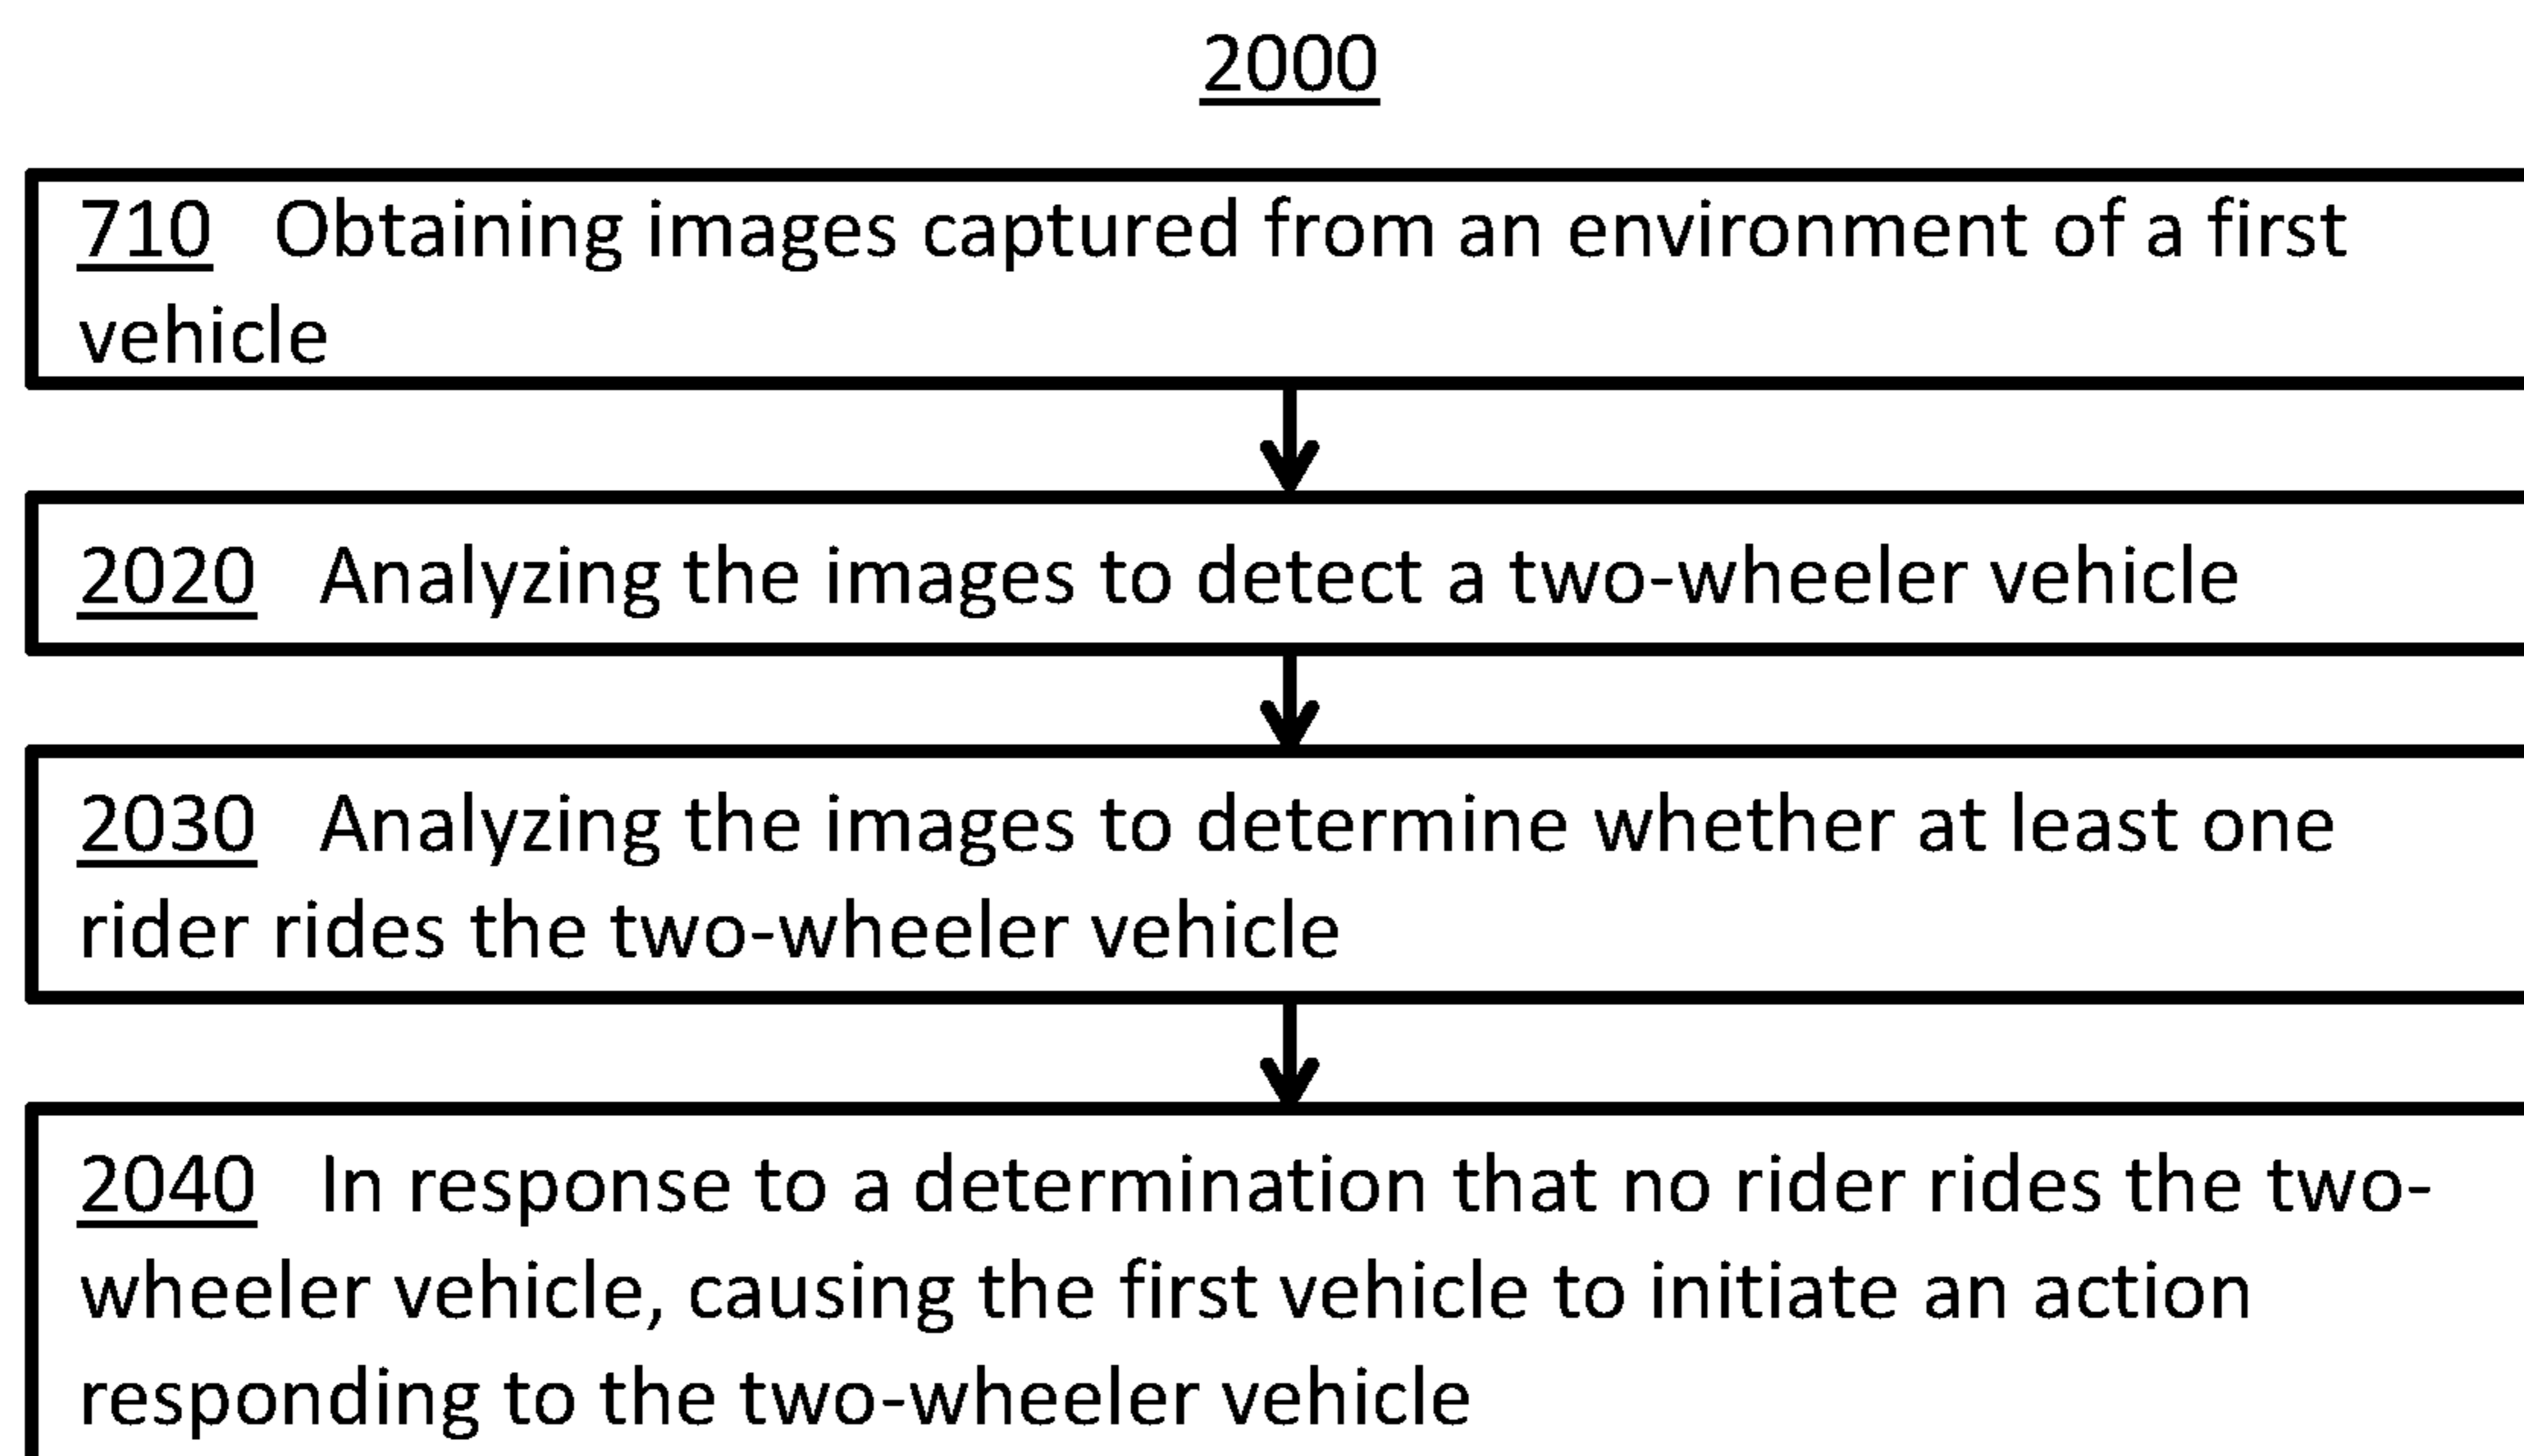 2000
710 Obtaining images captured from an environment of a first
vehicle
2020 Analyzing the images to detect a two-wheeler vehicle
2030 Analyzing the images to determine whether at least one
rider rides the two-wheeler vehicle
2040 In response to a determination that no rider rides the two-
wheeler vehicle, causing the first vehicle to initiate an action
responding to the two-wheeler vehicle